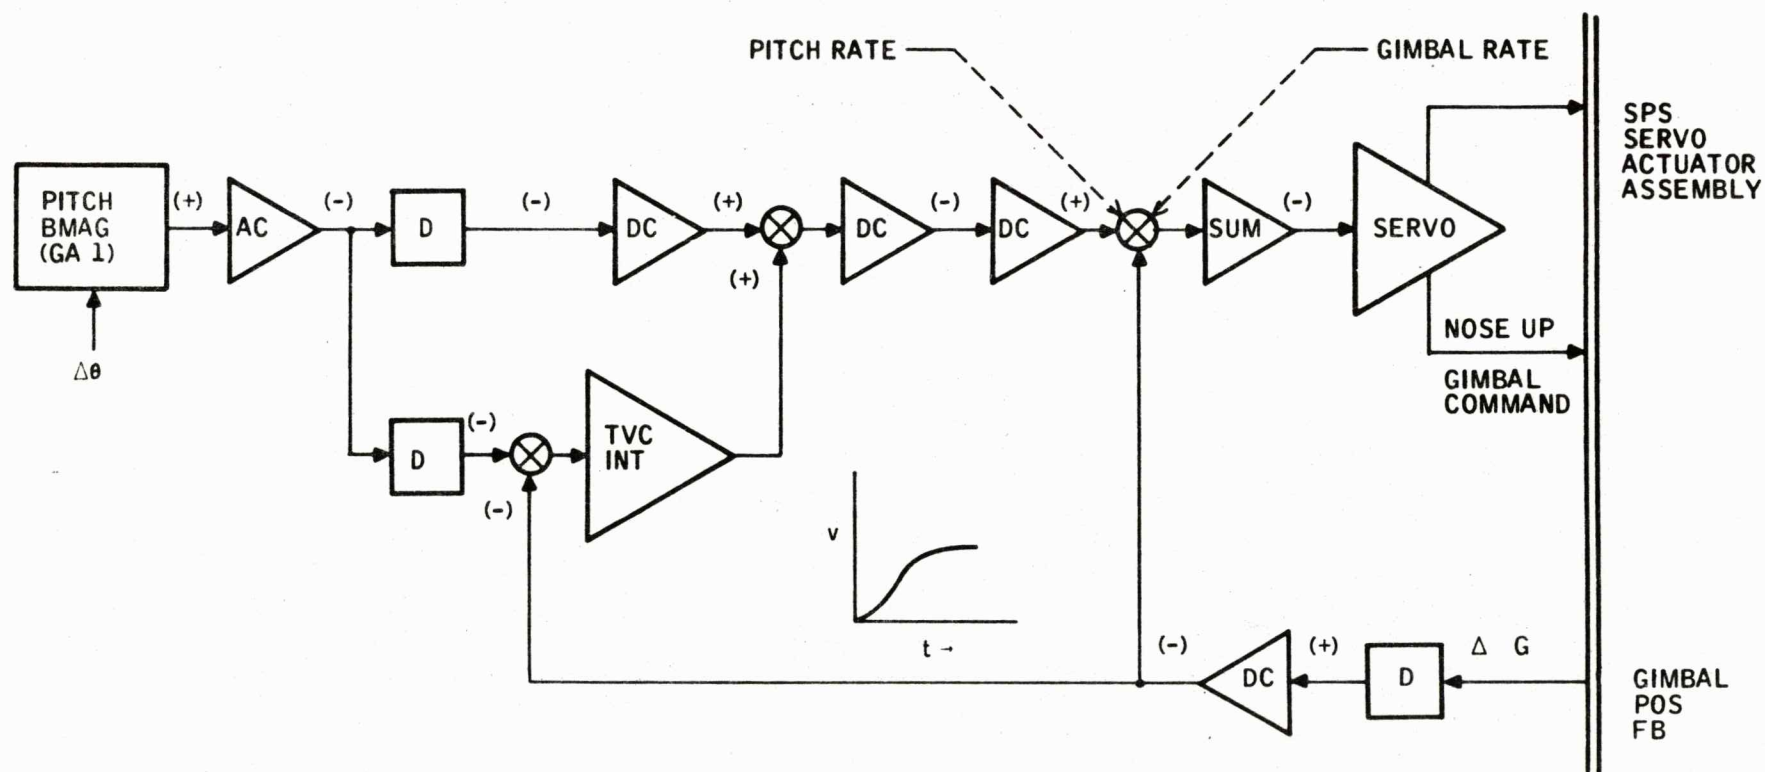 PITCH RATE
GIMBAL RATE
SPS
SERVO
ACTUATOR
ASSEMBLY
PITCH
BMAG
(GA 1)
(+)
AC
(-)
D
(-)
DC
(+)
(+)
DC
(-)
DC
(+)
SUM
(-)
SERVO
NOSE UP
GIMBAL
COMMAND
Δθ
D
(-)
(-)
TVC
INT
v
t →
(-)
DC
(+)
D
Δ G
GIMBAL
POS
FB